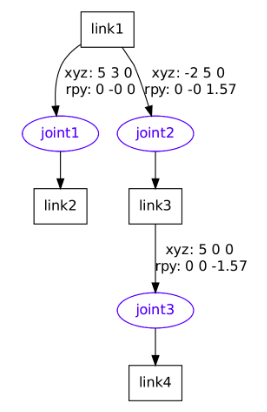 link1
xyz: 5 3 0
rpy: 0 -0 0
xyz: -2 5 0
rpy: 0 -0 1.57
joint1
joint2
link2
link3
xyz: 5 0 0
rpy: 0 0 -1.57
joint3
link4